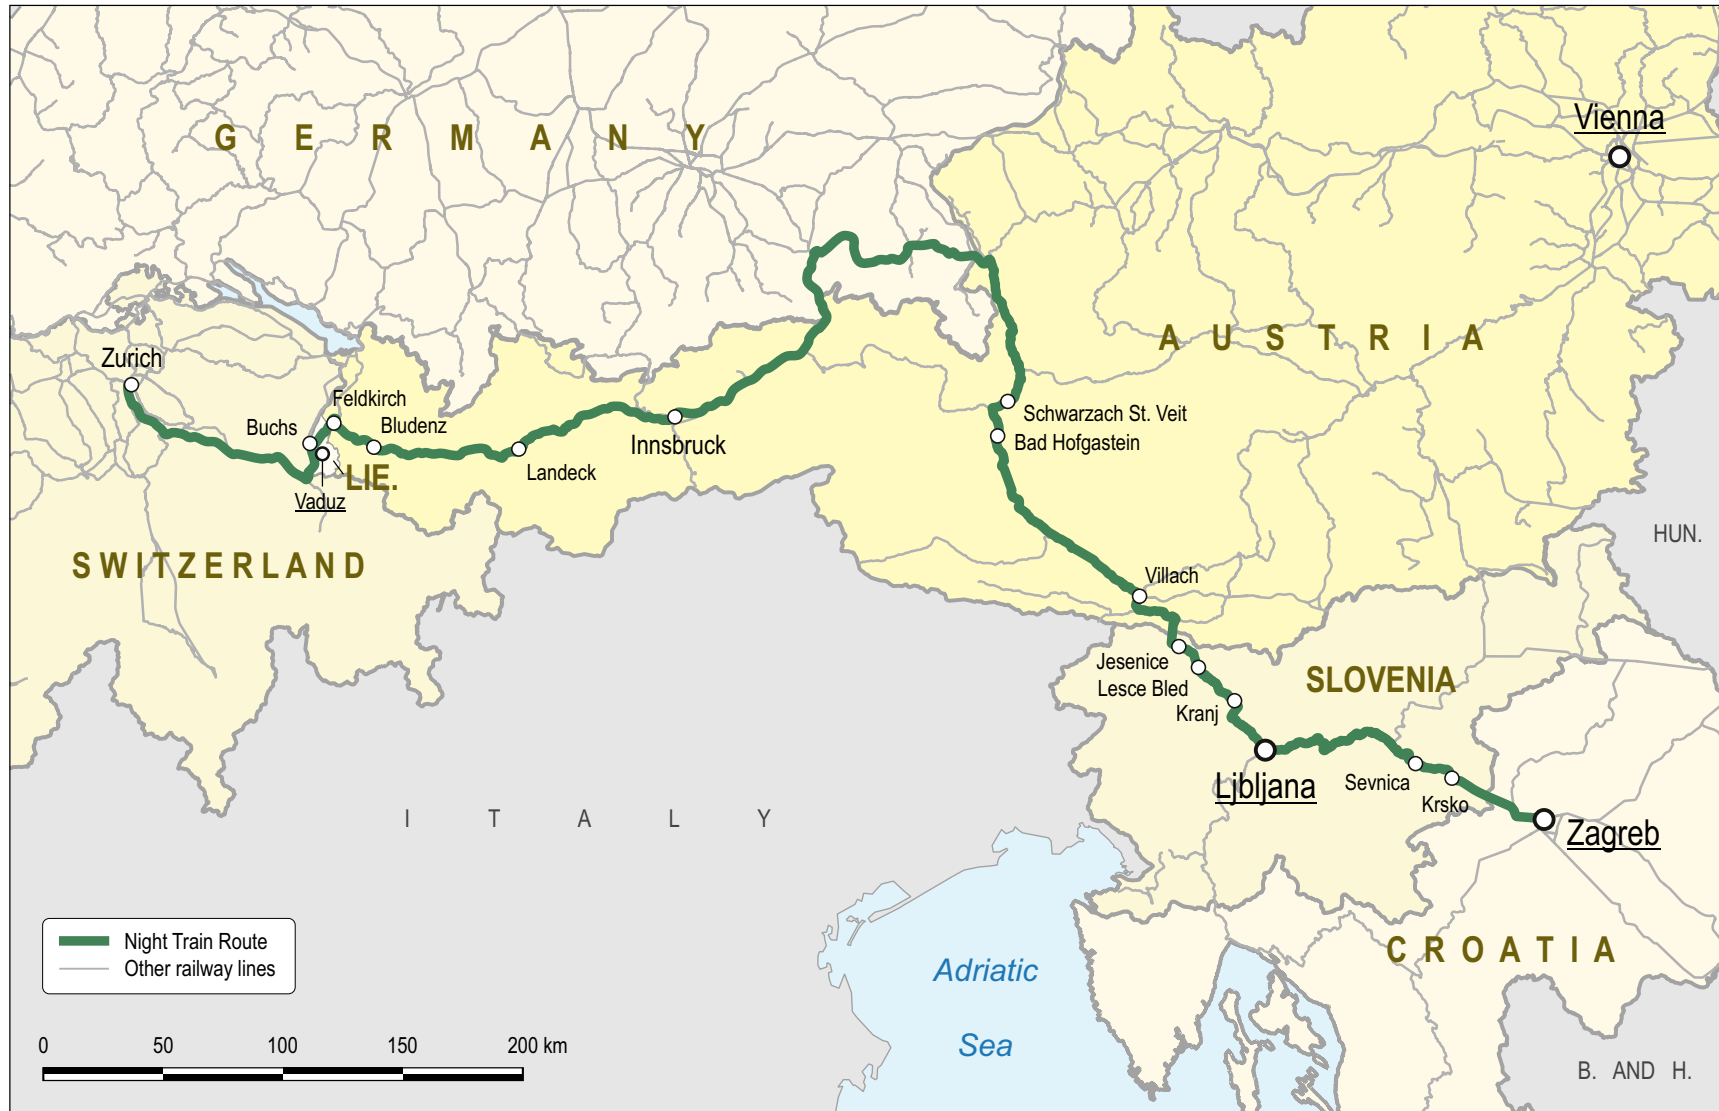 Vienna
G E R M A N Y
A U S T R I A
Zurich
Feldkirch
Buchs
Bludenz
Schwarzach St. Veit
Innsbruck
Bad Hofgastein
Landeck
LIE.
Vaduz
HUN.
SWITZERLAND
Villach
Jesenice
SLOVENIA
Lesce Bled
Kranj
Ljbljana
Sevnica
Krsko
I T A L Y
Zagreb
Night Train Route
Other railway lines
C R O A T I A
Adriatic
Sea
0 50 100 150 200 km
B. AND H.